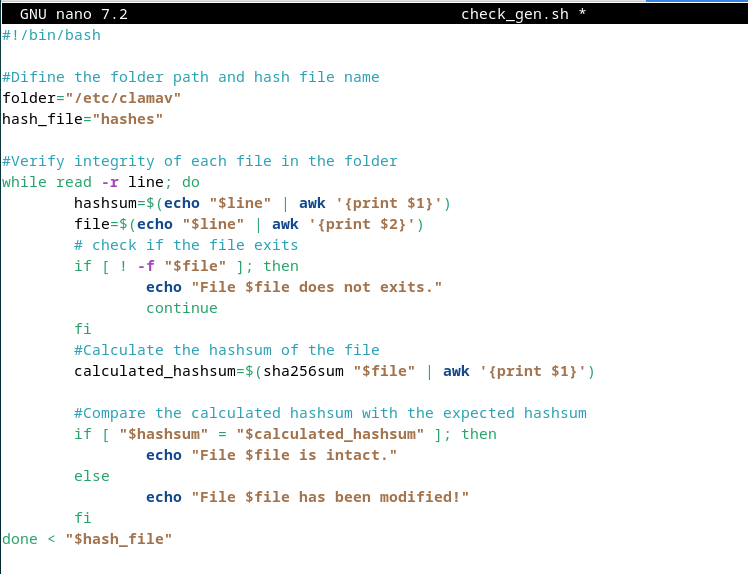 GNU nano 7.2 check_gen.sh *
#!/bin/bash
#Difine the folder path and hash file name
folder="/etc/clamav"
hash_file="hashes"
#Verify integrity of each file in the folder
while read -r line; do
hashsum=$(echo "$line" | awk '{print $1}')
file=$(echo "$line" | awk '{print $2}')
# check if the file exits
if [ ! -f "$file" ]; then
echo "File $file does not exits."
continue
fi
#Calculate the hashsum of the file
calculated_hashsum=$(sha256sum "$file" | awk '{print $1}')
#Compare the calculated hashsum with the expected hashsum
if [ "$hashsum" = "$calculated_hashsum" ]; then
echo "File $file is intact."
else
echo "File $file has been modified!"
fi
done < "$hash_file"